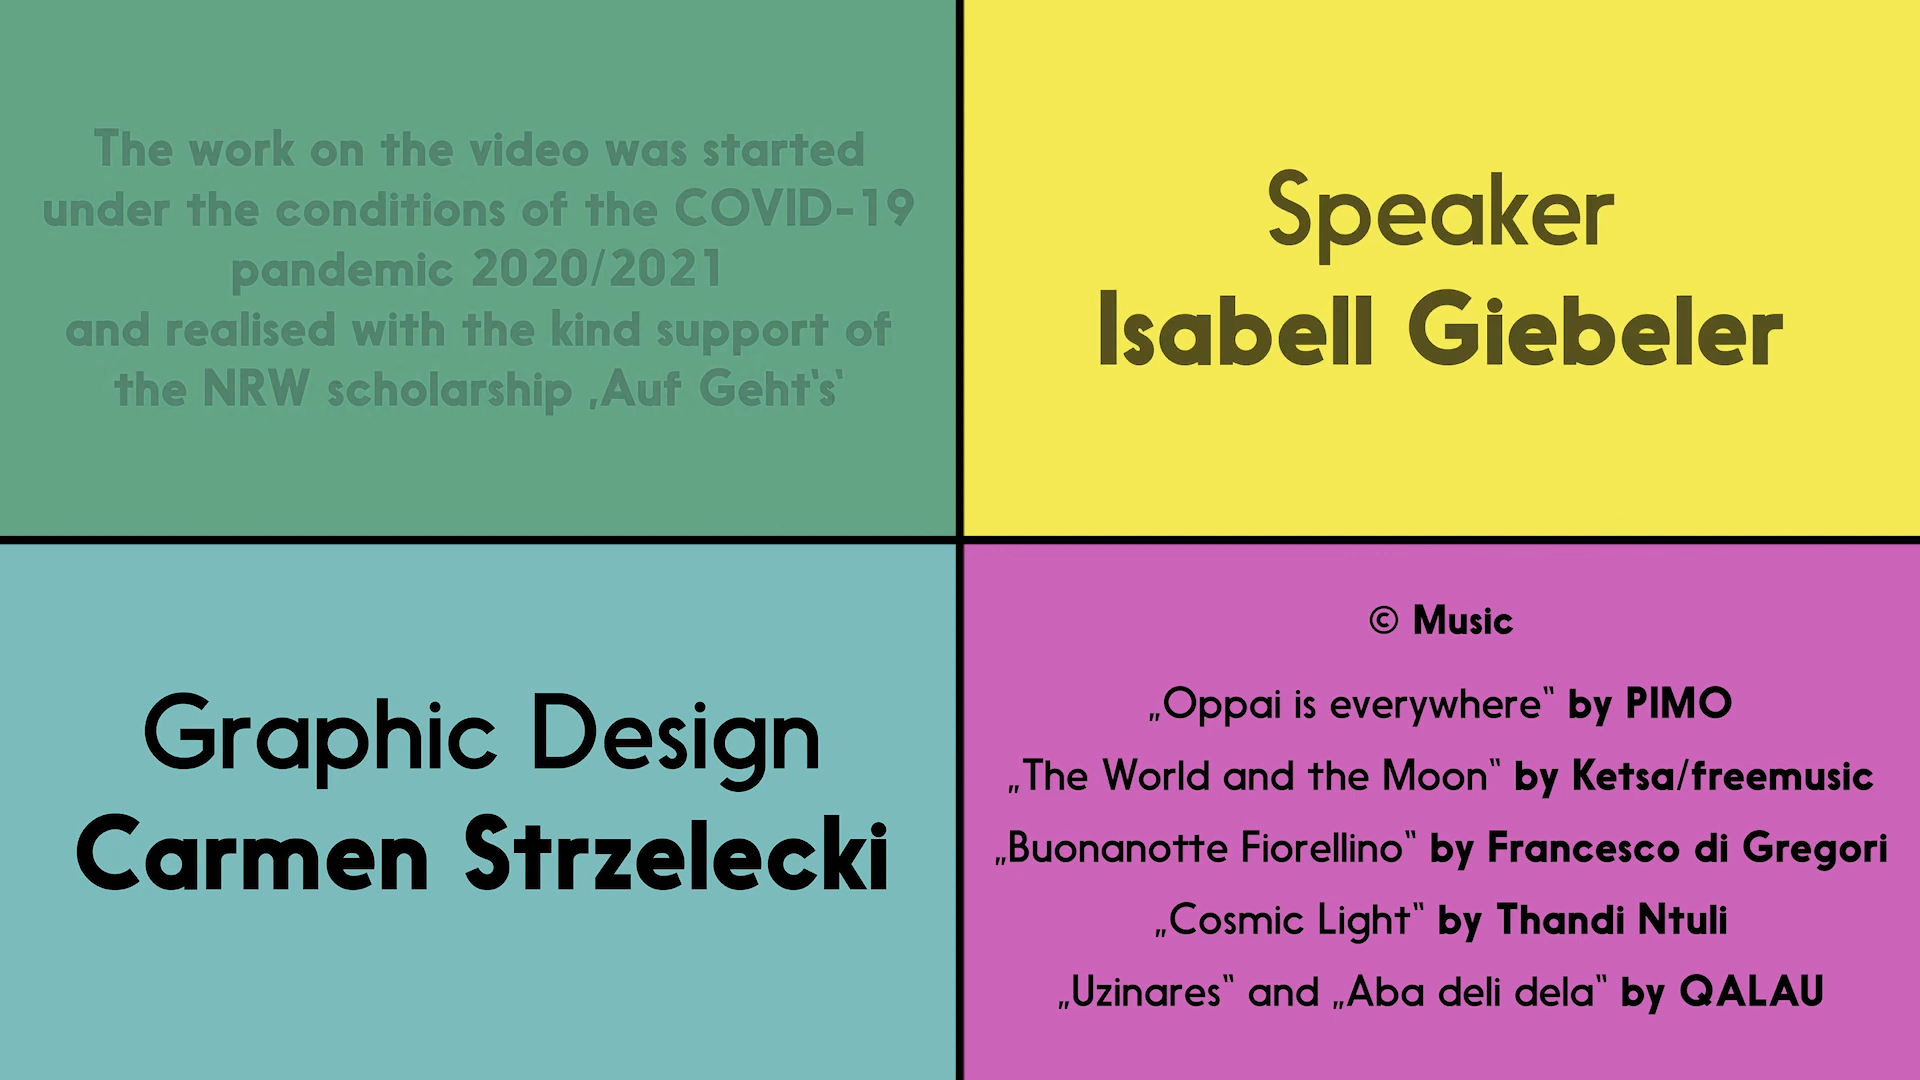 The work on the video was started
under the conditions of the COVID-19
pandemic 2020/2021
and realised with the kind support of
the NRW scholarship ‚Auf Geht‘s‘
Speaker
Isabell Giebeler
Graphic Design
Carmen Strzelecki
© Music
„Oppai is everywhere“ by PIMO
„The World and the Moon“ by Ketsa/freemusic
„Buonanotte Fiorellino“ by Francesco di Gregori
„Cosmic Light“ by Thandi Ntuli
„Uzinares“ and „Aba deli dela“ by QALAU